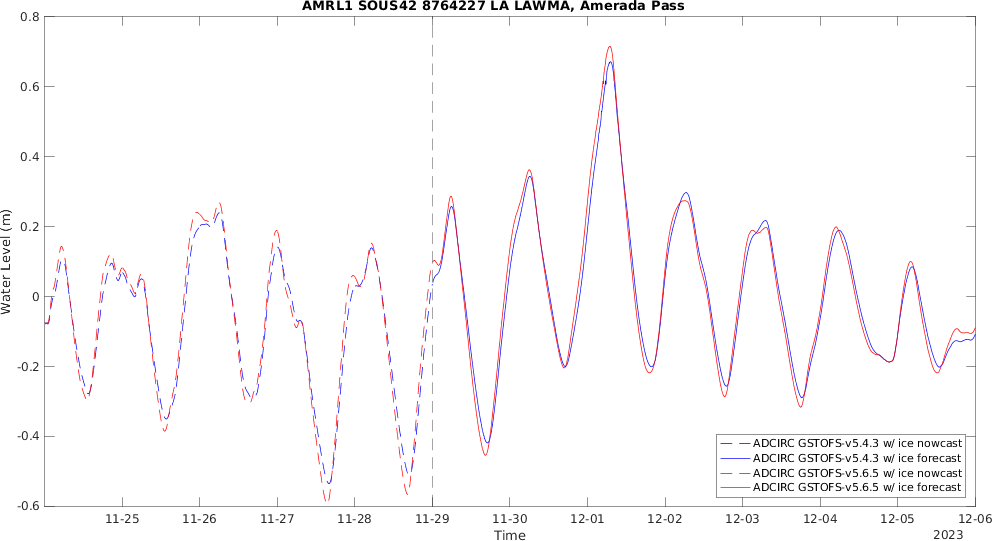 AMRL1 SOUS42 8764227 LA LAWMA, Amerada Pass
0.8
0.6
0.4
0.2
0
-0.2
-0.4
-0.6
Water Level (m)
ADCIRC GSTOFS-v5.4.3 w/ ice nowcast
ADCIRC GSTOFS-v5.4.3 w/ ice forecast
ADCIRC GSTOFS-v5.6.5 w/ ice nowcast
ADCIRC GSTOFS-v5.6.5 w/ ice forecast
11-25 11-26 11-27 11-28 11-29 11-30 12-01 12-02 12-03 12-04 12-05 12-06
Time
2023